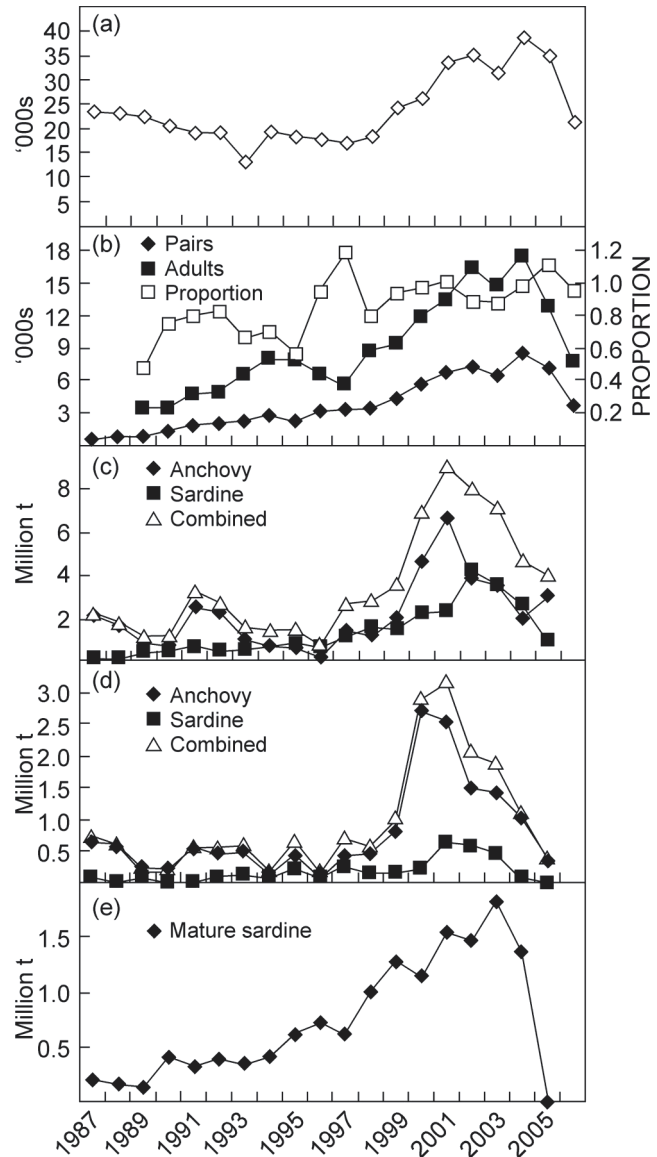 (a)
40
35
30
25
20
15
10
5
'000s
(b)
Pairs
Adults
Proportion
18
15
12
9
6
3
'000s
1.2
1.0
0.8
0.6
0.4
0.2
PROPORTION
(c)
Anchovy
Sardine
Combined
8
6
4
2
Million t
(d)
Anchovy
Sardine
Combined
3.0
2.5
2.0
1.5
1.0
0.5
Million t
(e)
Mature sardine
1.5
1.0
0.5
Million t
1987
1989
1991
1993
1995
1997
1999
2001
2003
2005